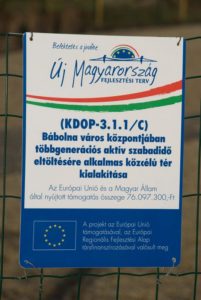 Befektetés a jövőbe
Új Magyarország
FEJLESZTÉSI TERV
(KDOP-3.1.1/C)
Bábolna város központjában
többgenerációs aktív szabadidő
eltöltésére alkalmas közcélú tér
kialakítása
Az Európai Unió és a Magyar Állam
által nyújtott támogatás összege 76.097.300,-Ft
A projekt az Európai Unió
támogatásával, az Európai
Regionális Fejlesztési Alap
társfinanszírozásával valósult meg.